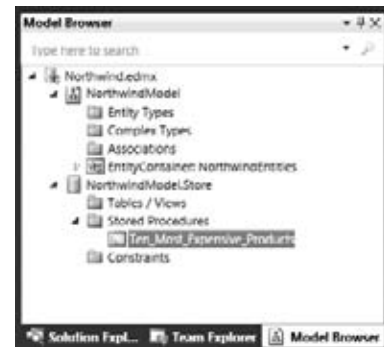 Model Browser
Type here to search
Northwind.edmx
NorthwindModel
Entity Types
Complex Types
Associations
EntityContainer: NorthwindEntities
NorthwindModel.Store
Tables / Views
Stored Procedures
Ten_Most_Expensive_Products
Constraints
Solution Expl... Team Explorer Model Browser